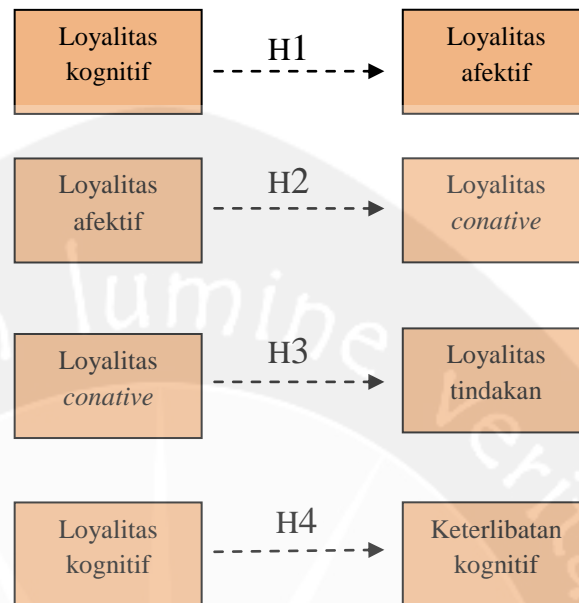 Loyalitas kognitif
H1
Loyalitas afektif
Loyalitas afektif
H2
Loyalitas conative
lumine
Loyalitas conative
H3
Loyalitas tindakan
Loyalitas kognitif
H4
Keterlibatan kognitif